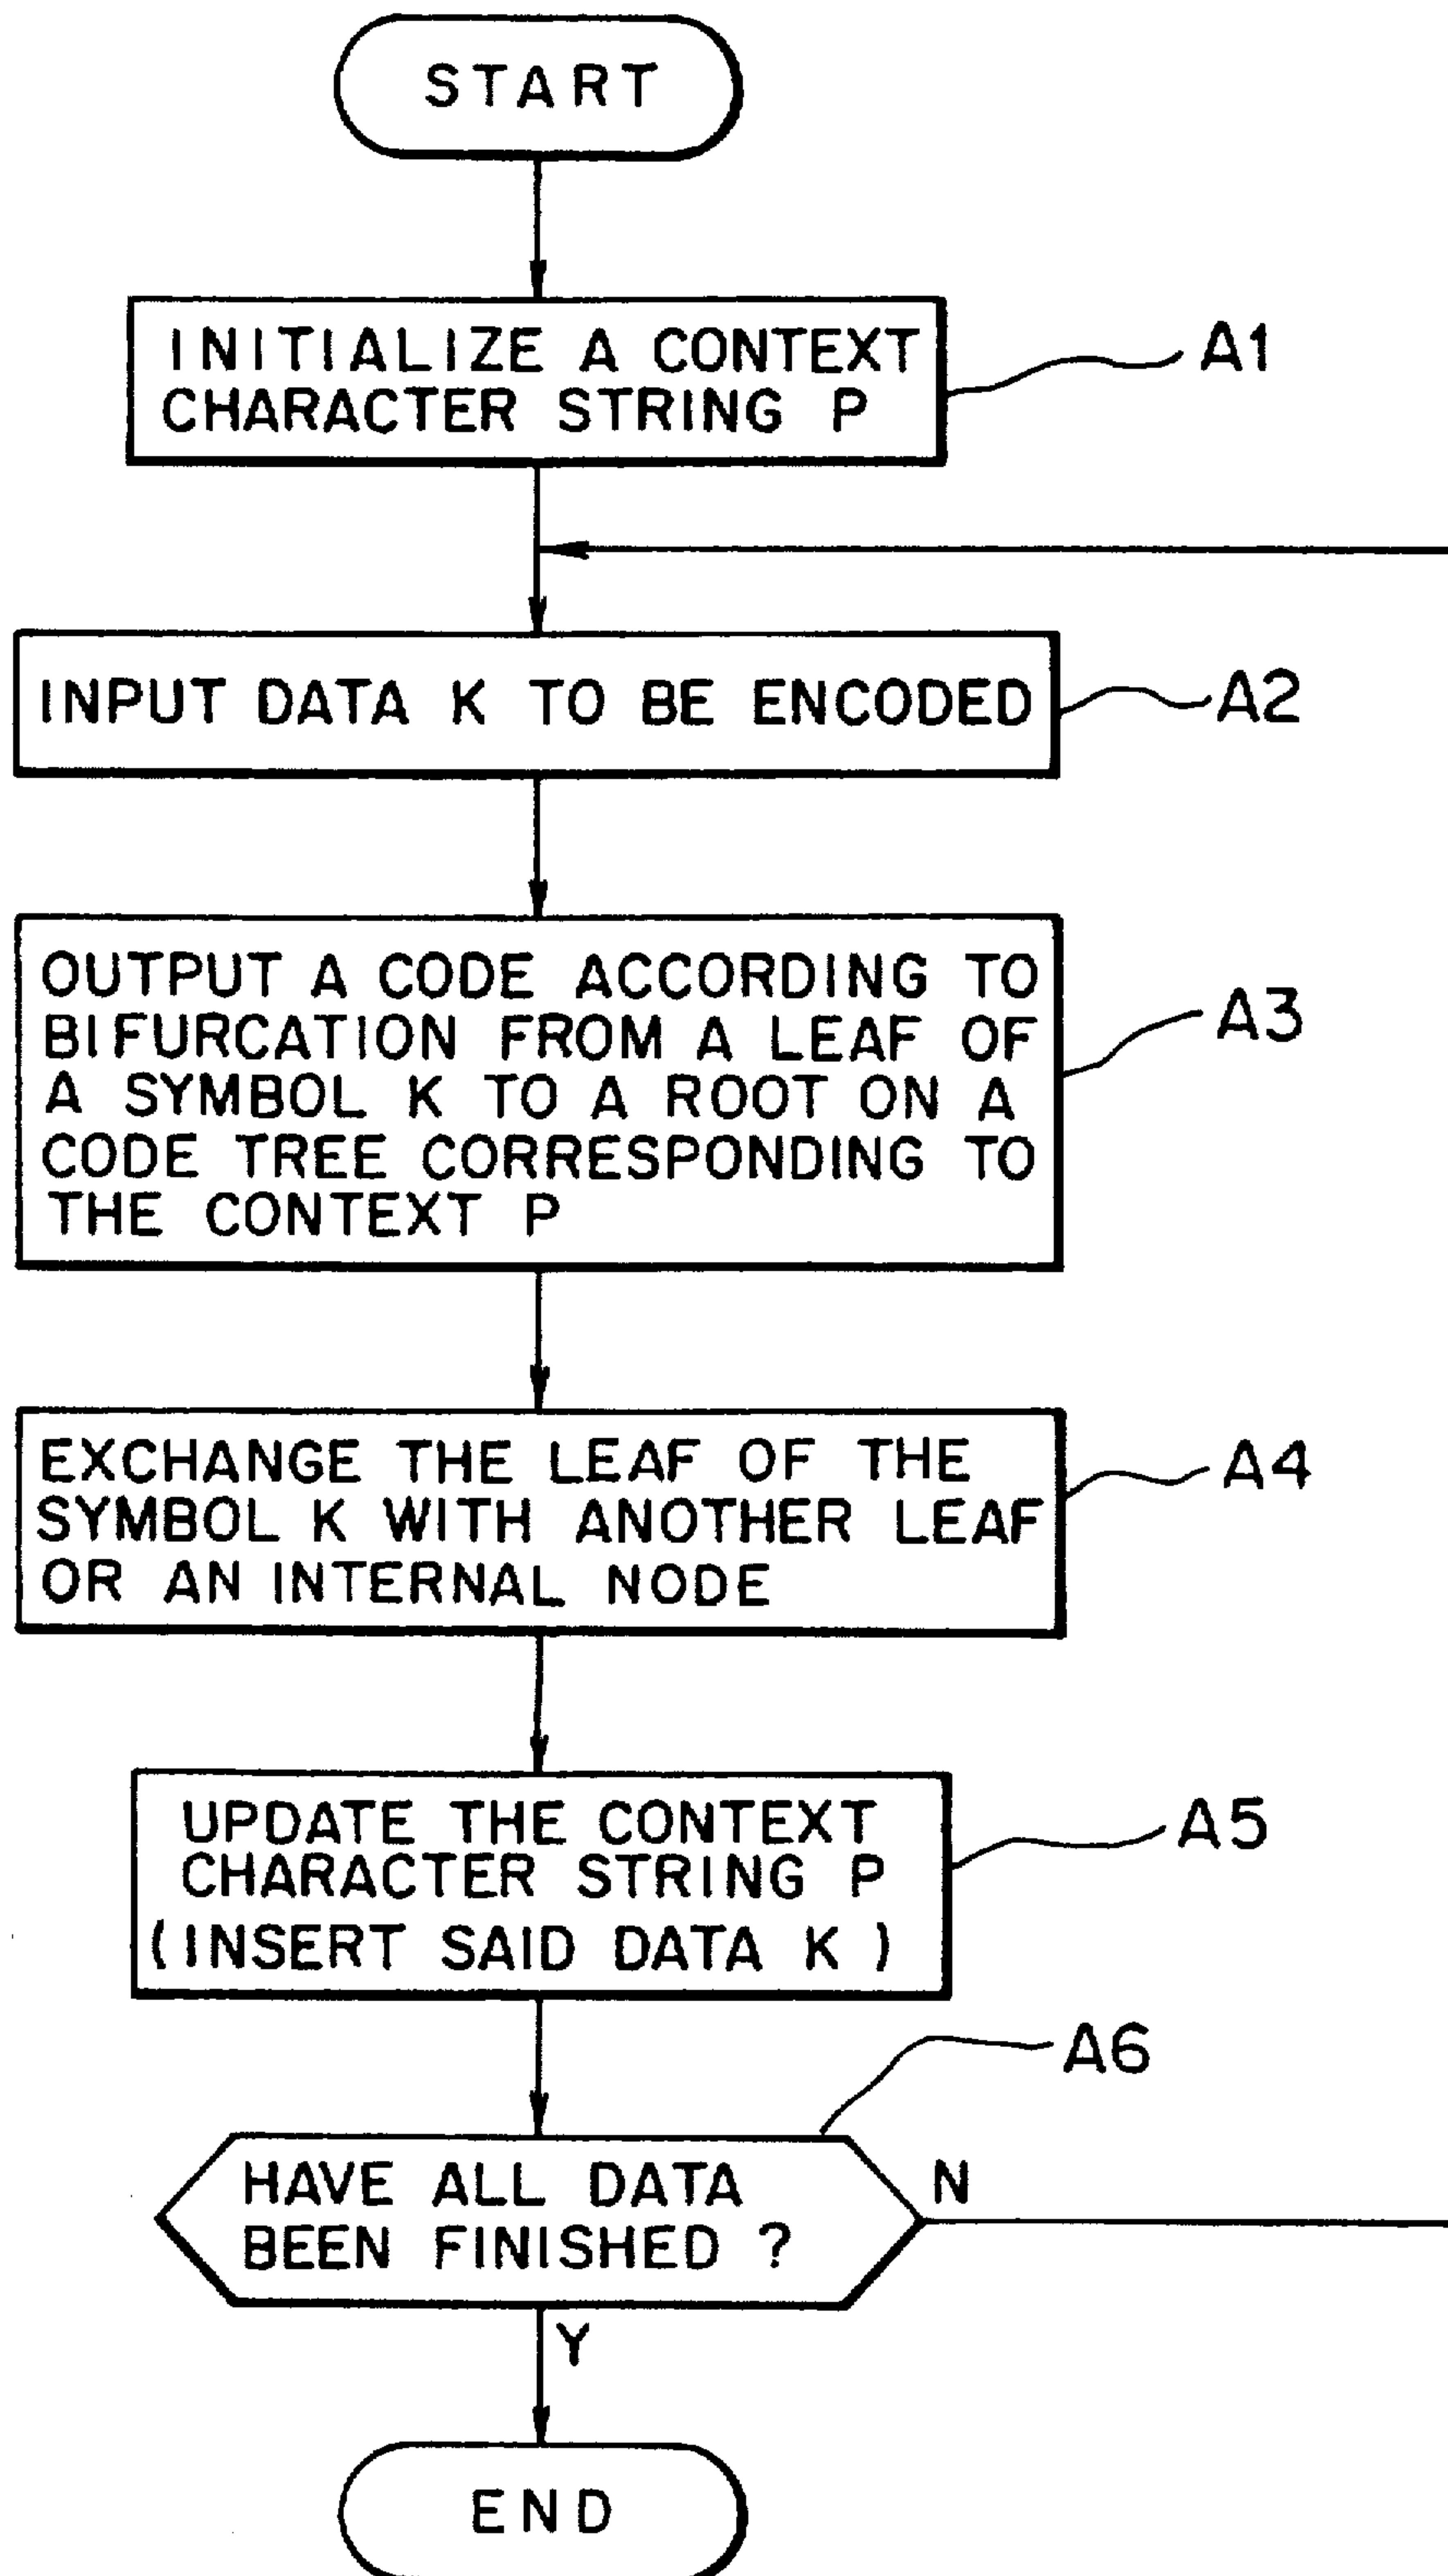 START
INITIALIZE A CONTEXT
CHARACTER STRING P
A1
INPUT DATA K TO BE ENCODED
A2
OUTPUT A CODE ACCORDING TO
BIFURCATION FROM A LEAF OF
A SYMBOL K TO A ROOT ON A
CODE TREE CORRESPONDING TO
THE CONTEXT P
A3
EXCHANGE THE LEAF OF THE
SYMBOL K WITH ANOTHER LEAF
OR AN INTERNAL NODE
A4
UPDATE THE CONTEXT
CHARACTER STRING P
(INSERT SAID DATA K)
A5
A6
HAVE ALL DATA
BEEN FINISHED ?
N
Y
END